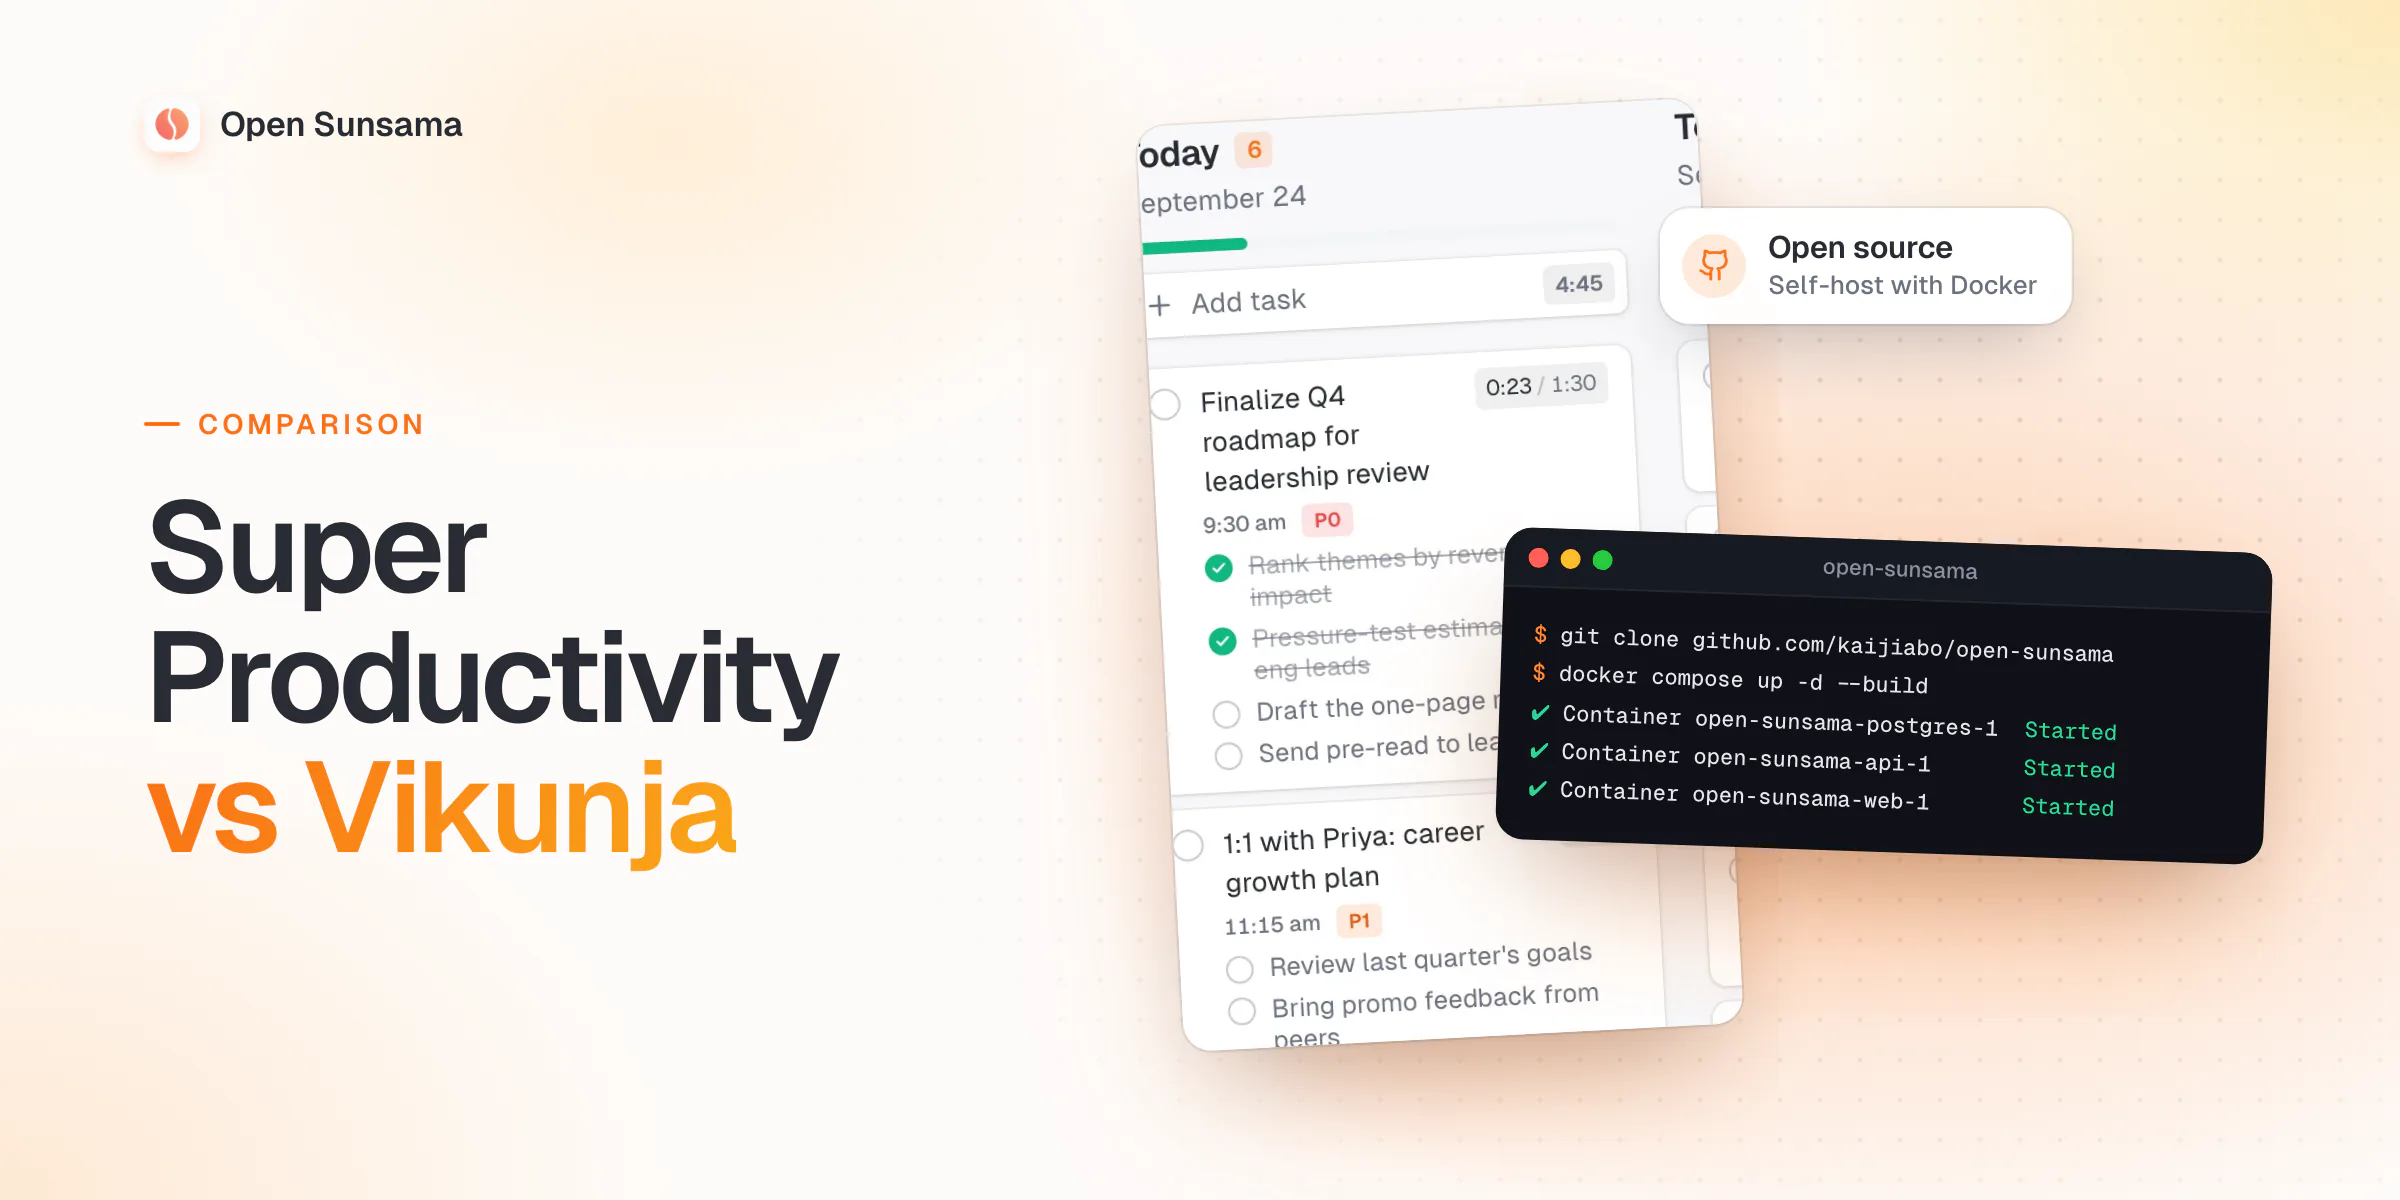 Open Sunsama
COMPARISON
Super
Productivity
vs Vikunja
oday 6
eptember 24
Add task 4:45
Finalize Q4
roadmap for
leadership review
0:23 / 1:30
9:30 am P0
Rank themes by rever
impact
Pressure-test estima
eng leads
Draft the one-page
Send pre-read to lea
1:1 with Priya: career
growth plan
11:15 am P1
Review last quarter's goals
Bring promo feedback from
peers
Open source
Self-host with Docker
open-sunsama
$ git clone github.com/kaijiabo/open-sunsama
$ docker compose up -d --build
✔ Container open-sunsama-postgres-1 Started
✔ Container open-sunsama-api-1 Started
✔ Container open-sunsama-web-1 Started